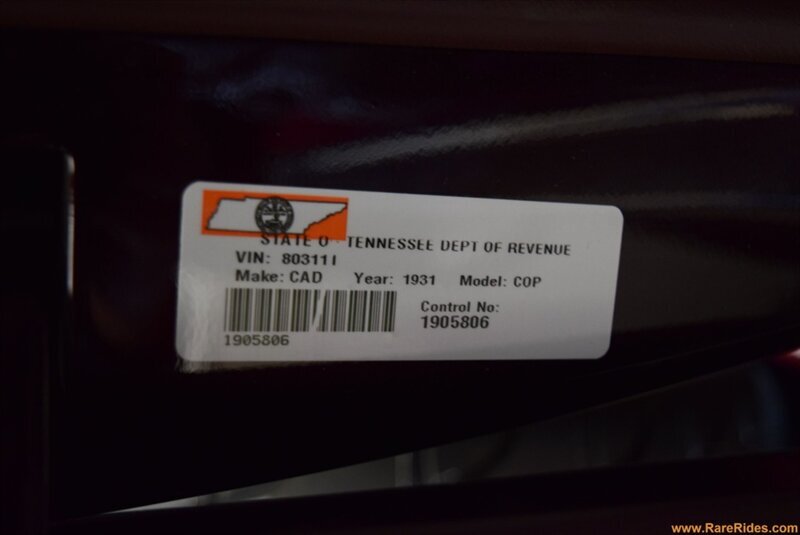 STATE O TENNESSEE DEPT OF REVENUE
VIN: 803111
Make: CAD Year: 1931 Model: COP
Control No:
1905806
1905806
www.RareRides.com